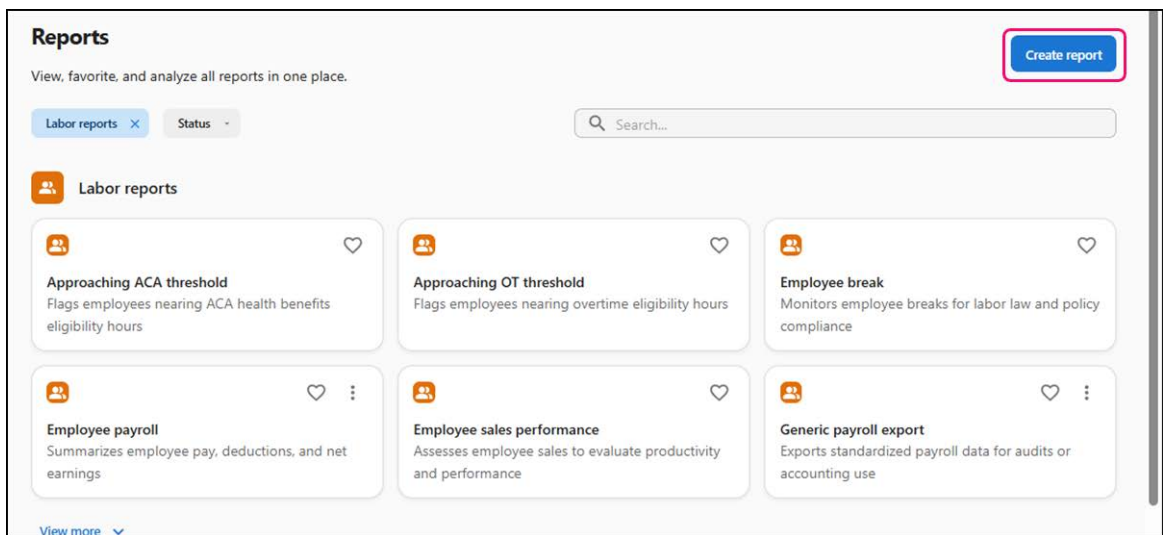 Reports
Create report
View, favorite, and analyze all reports in one place.
Labor reports
Status
Search...
Labor reports
Approaching ACA threshold
Flags employees nearing ACA health benefits
eligibility hours
Approaching OT threshold
Flags employees nearing overtime eligibility hours
Employee break
Monitors employee breaks for labor law and policy
compliance
Employee payroll
Summarizes employee pay, deductions, and net
earnings
Employee sales performance
Assesses employee sales to evaluate productivity
and performance
Generic payroll export
Exports standardized payroll data for audits or
accounting use
View more